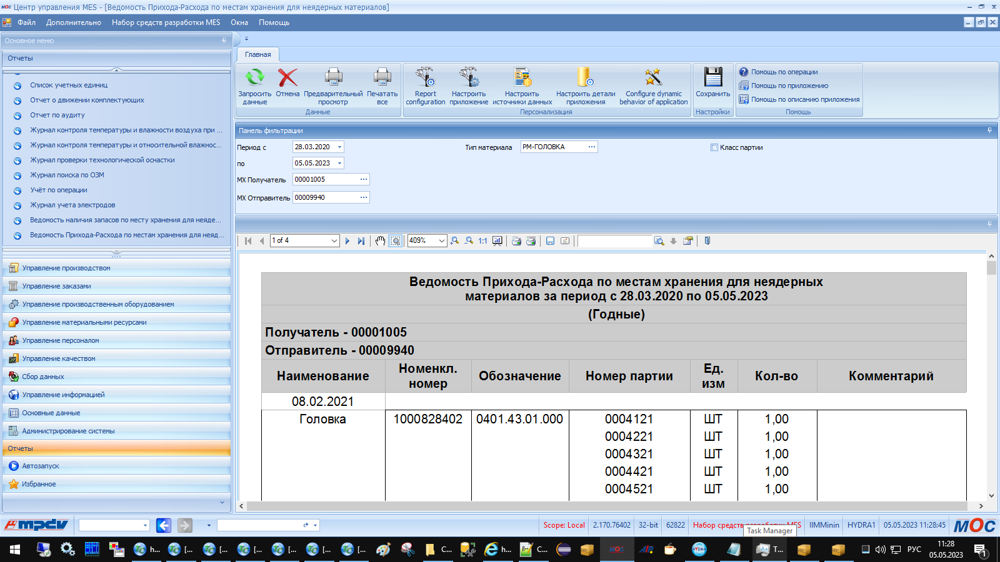 МОС Центр управления MES - [Ведомость Прихода-Расхода по местам хранения для неядерных материалов]
Файл Дополнительно Набор средств разработки MES Окна Помощь
Основное меню
Отчеты
Список учетных единиц
Отчет о движении комплектующих
Отчет по аудиту
Журнал контроля температуры и влажности воздуха при ...
Журнал контроля температуры и относительной влажнос...
Журнал проверки технологической оснастки
Журнал поиска по ОЗМ
Учёт по операции
Журнал учета электродов
Ведомость наличия запасов по месту хранения для неяде...
Ведомость Прихода-Расхода по местам хранения для неяд...
Управление производством
Управление заказами
Управление производственным оборудованием
Управление материальными ресурсами
Управление персоналом
Управление качеством
Сбор данных
Управление информацией
Основные данные
Администрирование системы
Отчеты
Автозапуск
Избранное
Главная
Запросить данные
Отмена
Предварительный просмотр
Печатать все
Данные
Report configuration
Настроить приложение
Настроить источники данных
Настроить детали приложения
Configure dynamic behavior of application
Персонализация
Сохранить
Настройки
Помощь по операции
Помощь по приложению
Помощь по описанию приложения
Помощь
Панель фильтрации
Период с 28.03.2020
Тип материала РМ-ГОЛОВКА ...
Класс партии
по 05.05.2023
МХ Получатель 00001005 ...
МХ Отправитель 00009940 ...
1 of 4 409% 1:1
Ведомость Прихода-Расхода по местам хранения для неядерных
материалов за период с 28.03.2020 по 05.05.2023
(Годные)
Получатель - 00001005
Отправитель - 00009940
Наименование Номенкл. номер Обозначение Номер партии Ед. изм Кол-во Комментарий
08.02.2021
Головка 1000828402 0401.43.01.000 0004121 ШТ 1,00
0004221 ШТ 1,00
0004321 ШТ 1,00
0004421 ШТ 1,00
0004521 ШТ 1,00
mpdv Scope: Local 2.170.76402 32-bit 62822 Набор средств разработки MES IIMMinin HYDRA1 05.05.2023 11:28:45 МОС
Task Manager
h... [... [... [... [... [... [... С... h... С... МОС AIP HYDRA Т... РУС 11:28
05.05.2023
1